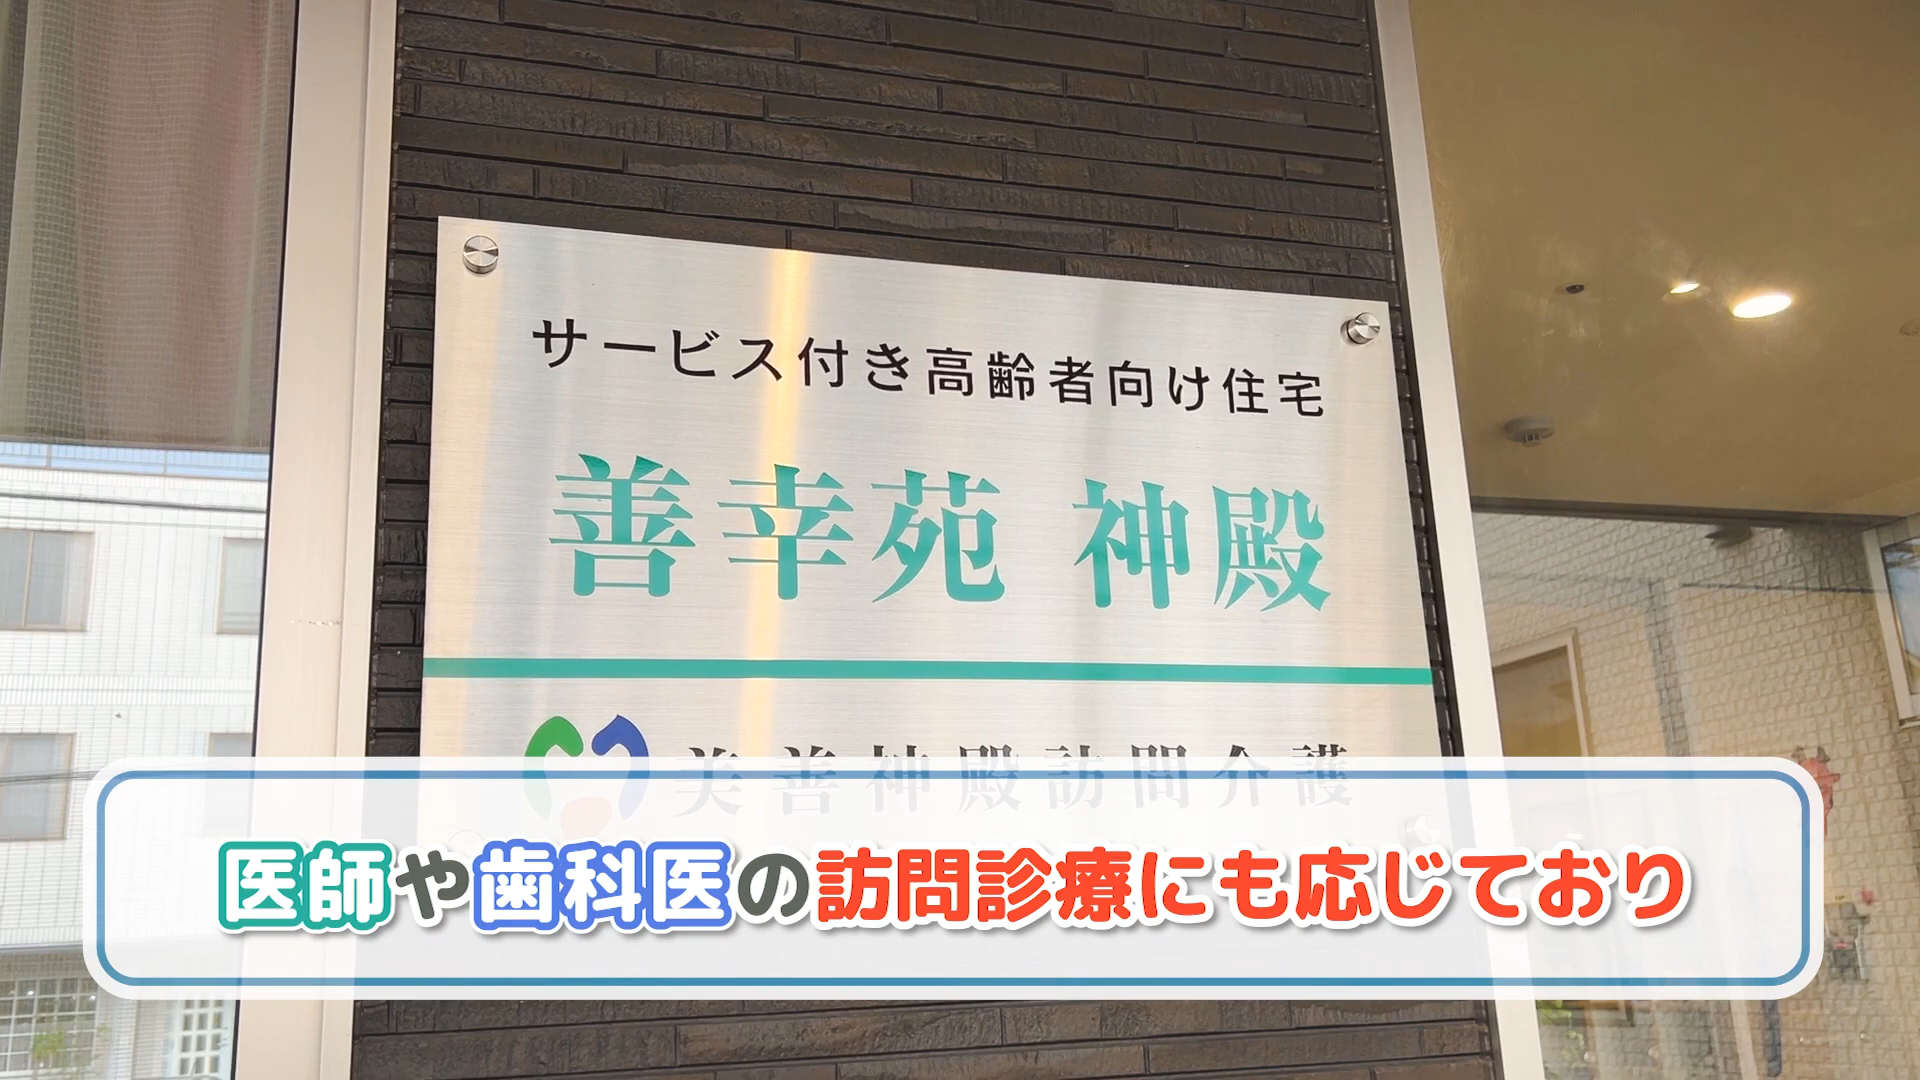 サービス付き高齢者向け住宅
善幸苑 神殿
美善神殿訪問介護
医師や歯科医の訪問診療にも応じており